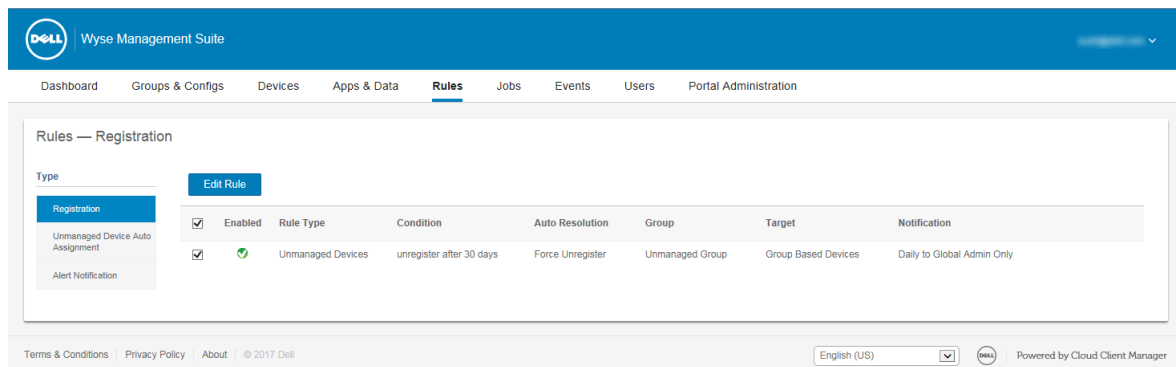 DELL Wyse Management Suite
Dashboard Groups & Configs Devices Apps & Data Rules Jobs Events Users Portal Administration
Rules — Registration
Type
Registration
Unmanaged Device Auto
Assignment
Alert Notification
Edit Rule
Enabled Rule Type Condition Auto Resolution Group Target Notification
Unmanaged Devices unregister after 30 days Force Unregister Unmanaged Group Group Based Devices Daily to Global Admin Only
Terms & Conditions Privacy Policy About © 2017 Dell English (US) DELL Powered by Cloud Client Manager